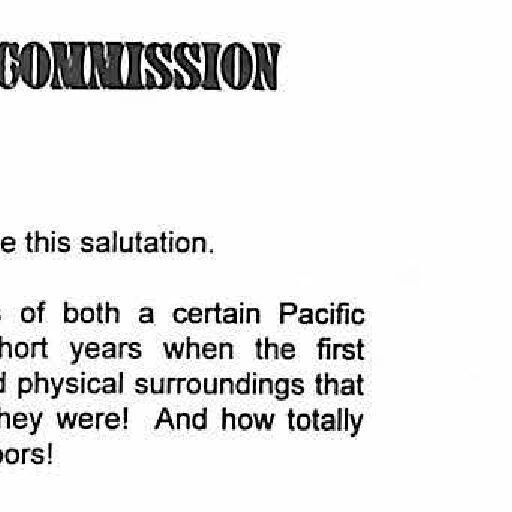 COMMISSION
e this salutation.
s of both a certain Pacific
hort years when the first
d physical surroundings that
hey were! And how totally
oors!